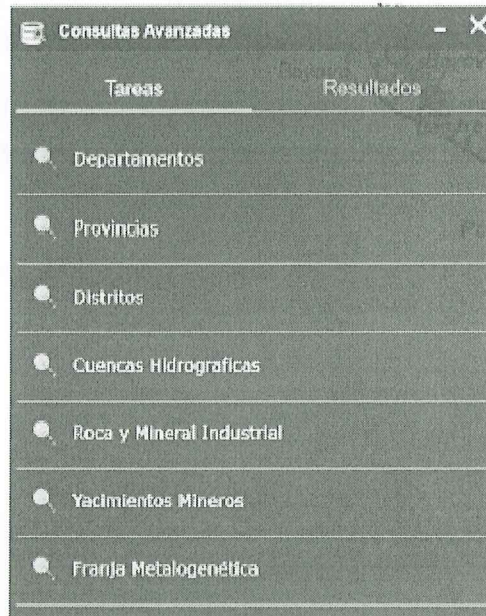 Consultas Avanzadas
Tareas Resultados
Departamentos
Provincias
Distritos
Cuencas Hidrograficas
Roca y Mineral Industrial
Yacimientos Mineros
Franja Metalogenética